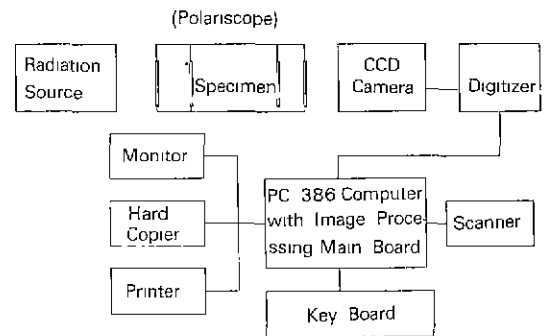 (Polariscope)
Radiation
Source
Specimen
CCD
Camera
Digitizer
Monitor
Hard
Copier
Printer
PC 386 Computer
with Image Proce
ssing Main Board
Scanner
Key Board